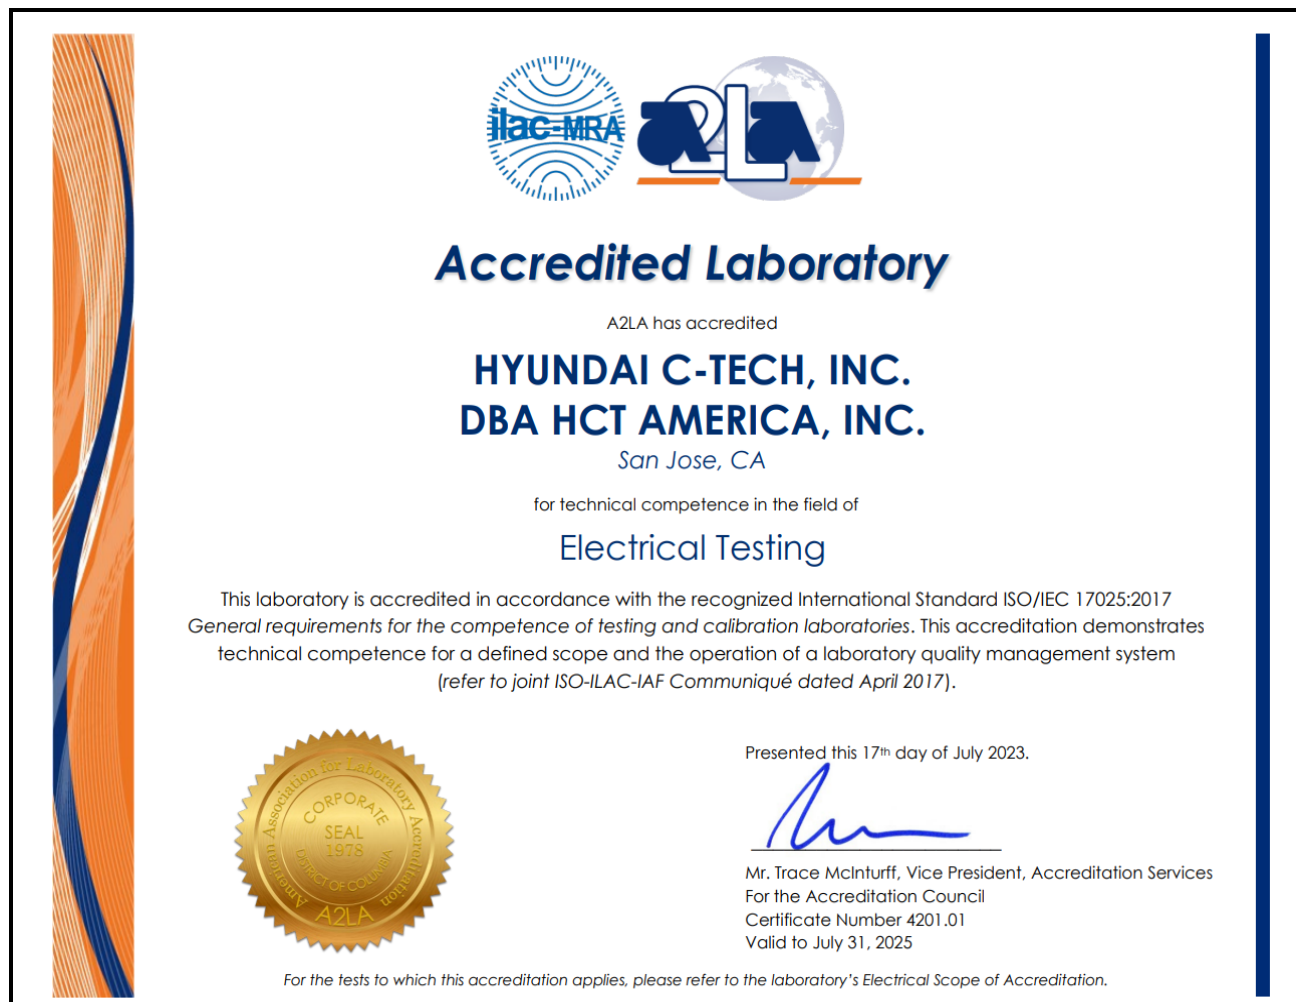 ilac-MRA
A2LA
Accredited Laboratory
A2LA has accredited
HYUNDAI C-TECH, INC.
DBA HCT AMERICA, INC.
San Jose, CA
for technical competence in the field of
Electrical Testing
This laboratory is accredited in accordance with the recognized International Standard ISO/IEC 17025:2017
General requirements for the competence of testing and calibration laboratories. This accreditation demonstrates
technical competence for a defined scope and the operation of a laboratory quality management system
(refer to joint ISO-ILAC-IAF Communiqué dated April 2017).
American Association for Laboratory Accreditation
CORPORATE
SEAL
1978
DISTRICT OF COLUMBIA
A2LA
Presented this 17th day of July 2023.
Mr. Trace McInturff, Vice President, Accreditation Services
For the Accreditation Council
Certificate Number 4201.01
Valid to July 31, 2025
For the tests to which this accreditation applies, please refer to the laboratory's Electrical Scope of Accreditation.